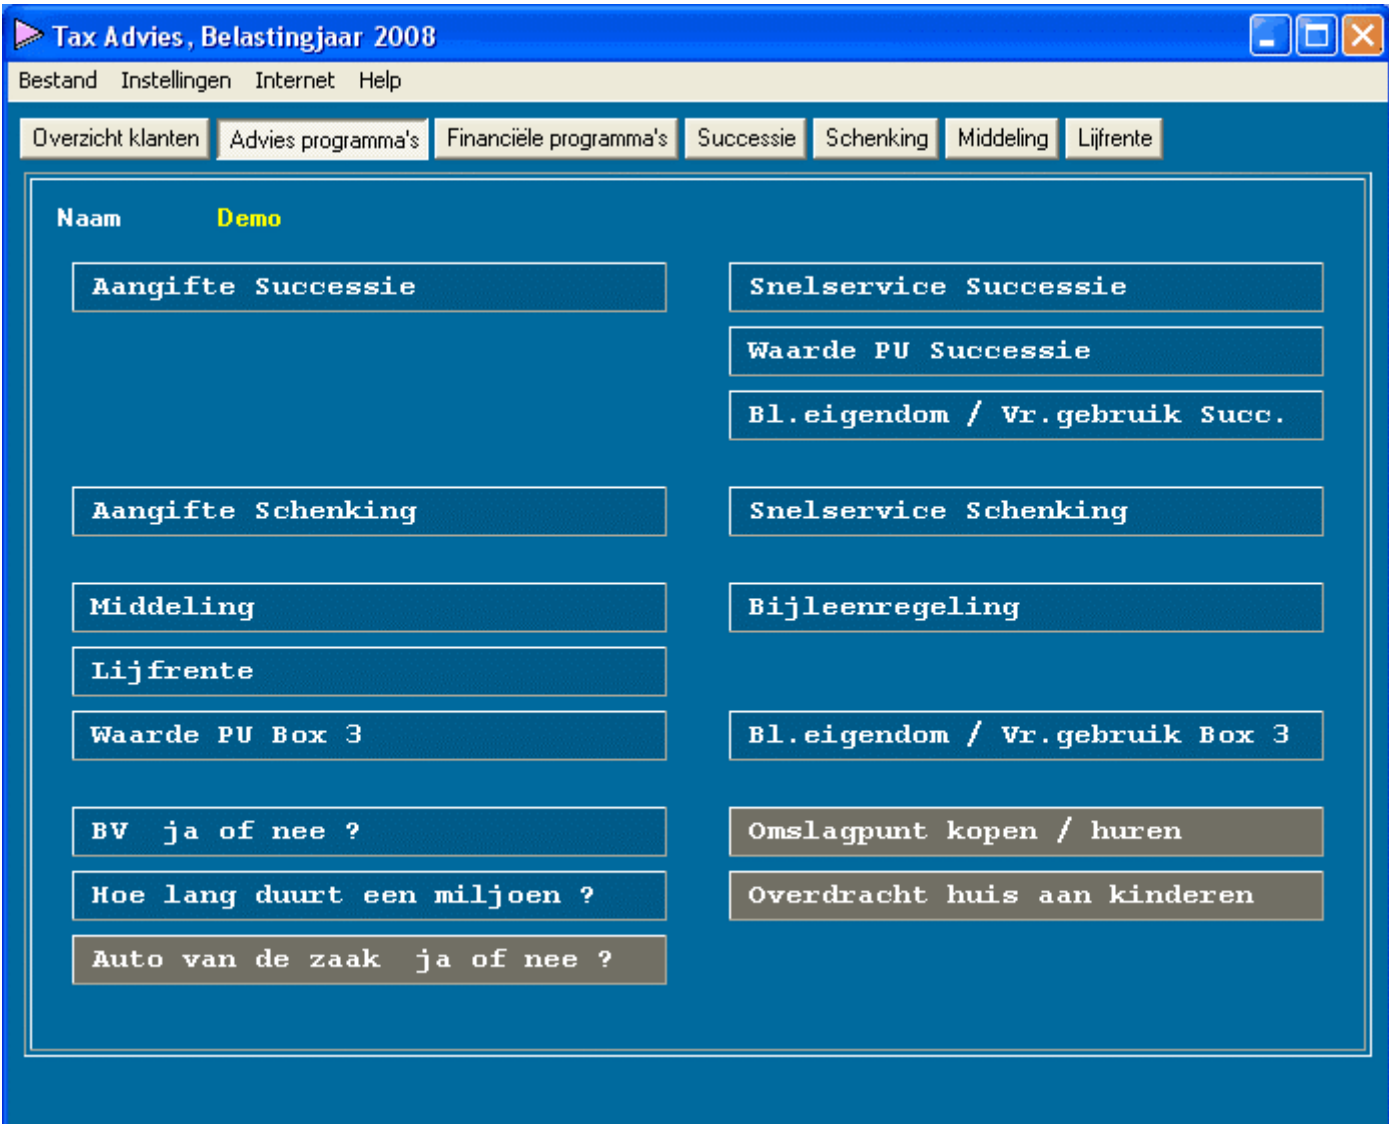 Tax Advies, Belastingjaar 2008
Bestand Instellingen Internet Help
Overzicht klanten Advies programma's Financiële programma's Successie Schenking Middeling Lijfrente
Naam Demo
Aangifte Successie Snelservice Successie
Waarde PU Successie
Bl.eigendom / Vr.gebruik Succ.
Aangifte Schenking Snelservice Schenking
Middeling Bijleenregeling
Lijfrente
Waarde PU Box 3 Bl.eigendom / Vr.gebruik Box 3
BV ja of nee ? Omslagpunt kopen / huren
Hoe lang duurt een miljoen ? Overdracht huis aan kinderen
Auto van de zaak ja of nee ?